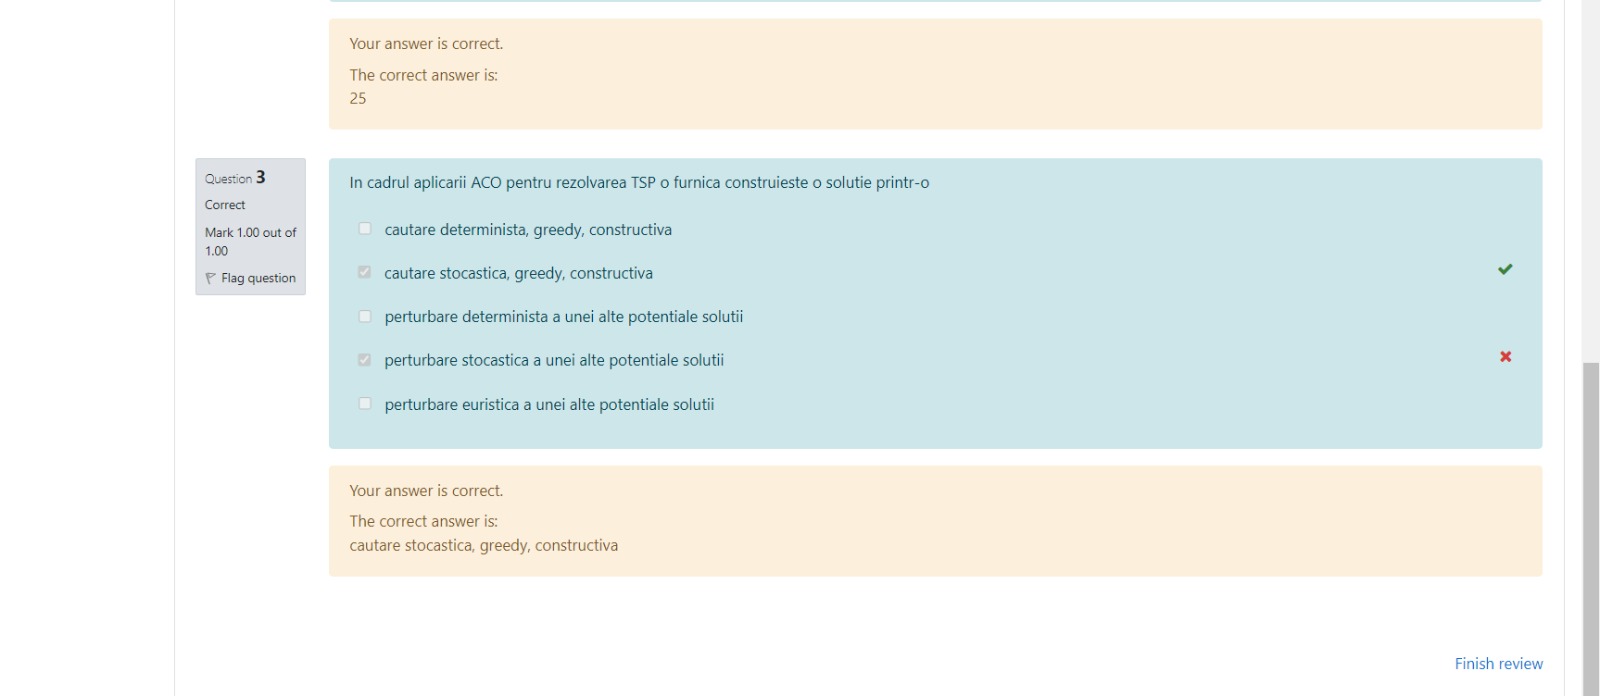 Your answer is correct.
The correct answer is:
25
Question 3
Correct
Mark 1.00 out of
1.00
Flag question
In cadrul aplicarii ACO pentru rezolvarea TSP o furnica construieste o solutie printr-o
cautare determinista, greedy, constructiva
cautare stocastica, greedy, constructiva
perturbare determinista a unei alte potentiale solutii
perturbare stocastica a unei alte potentiale solutii
perturbare euristica a unei alte potentiale solutii
Your answer is correct.
The correct answer is:
cautare stocastica, greedy, constructiva
Finish review